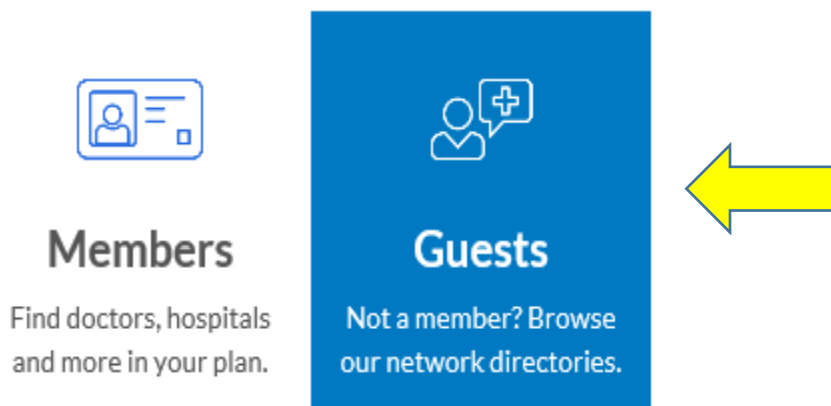 Members
Find doctors, hospitals
and more in your plan.
Guests
Not a member? Browse
our network directories.